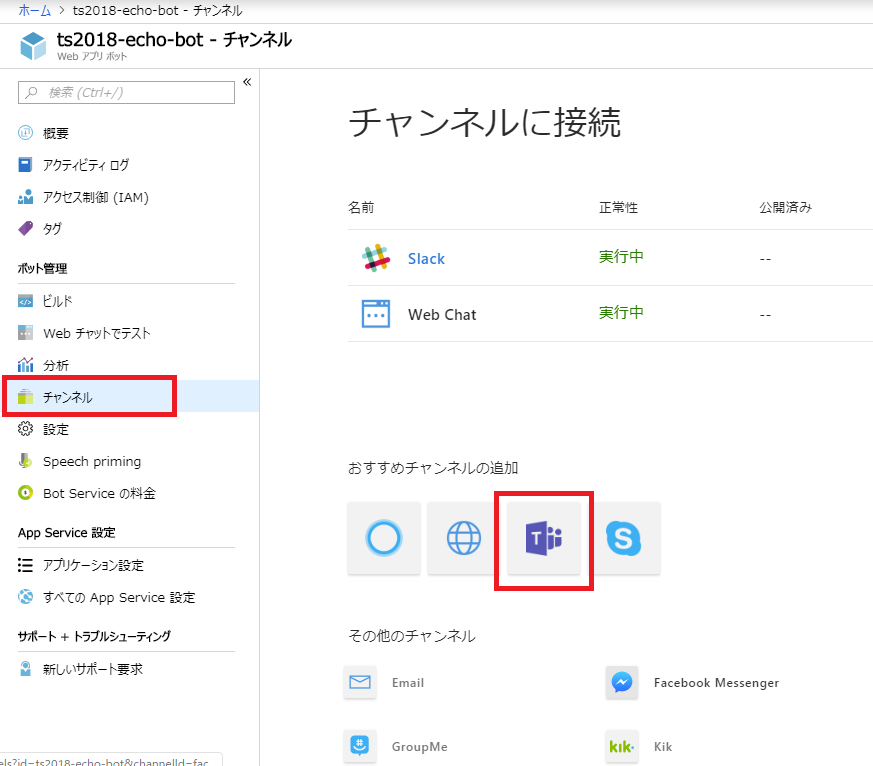 ホーム > ts2018-echo-bot - チャンネル
ts2018-echo-bot - チャンネル
Web アプリ ボット
検索 (Ctrl+/)
«
概要
アクティビティ ログ
アクセス制御 (IAM)
タグ
ボット管理
ビルド
Web チャットでテスト
分析
チャンネル
設定
Speech priming
Bot Service の料金
App Service 設定
アプリケーション設定
すべての App Service 設定
サポート + トラブルシューティング
新しいサポート要求
チャンネルに接続
名前 正常性 公開済み
Slack 実行中 --
Web Chat 実行中 --
おすすめチャンネルの追加
T
S
その他のチャンネル
Email
Facebook Messenger
GroupMe
kik.
Kik
els?id=ts2018-echo-bot&channelId=fac